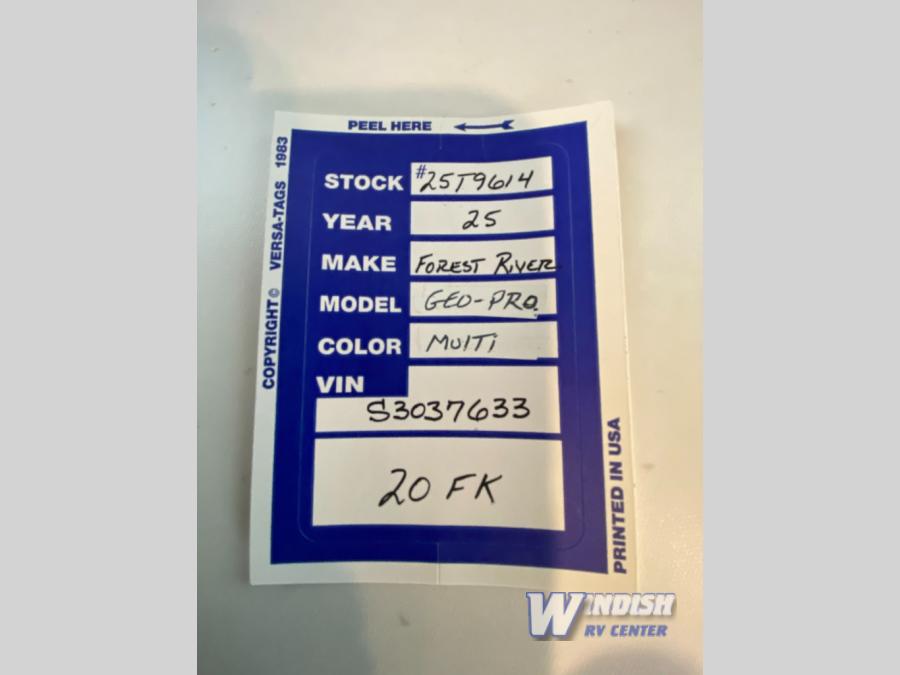 PEEL HERE
COPYRIGHT © VERSA-TAGS 1983
STOCK #25T9614
YEAR 25
MAKE FOREST RIVER
MODEL GEO-PRO.
COLOR MULTI
VIN
S3037633
20 FK
PRINTED IN USA
WINDISH
RV CENTER